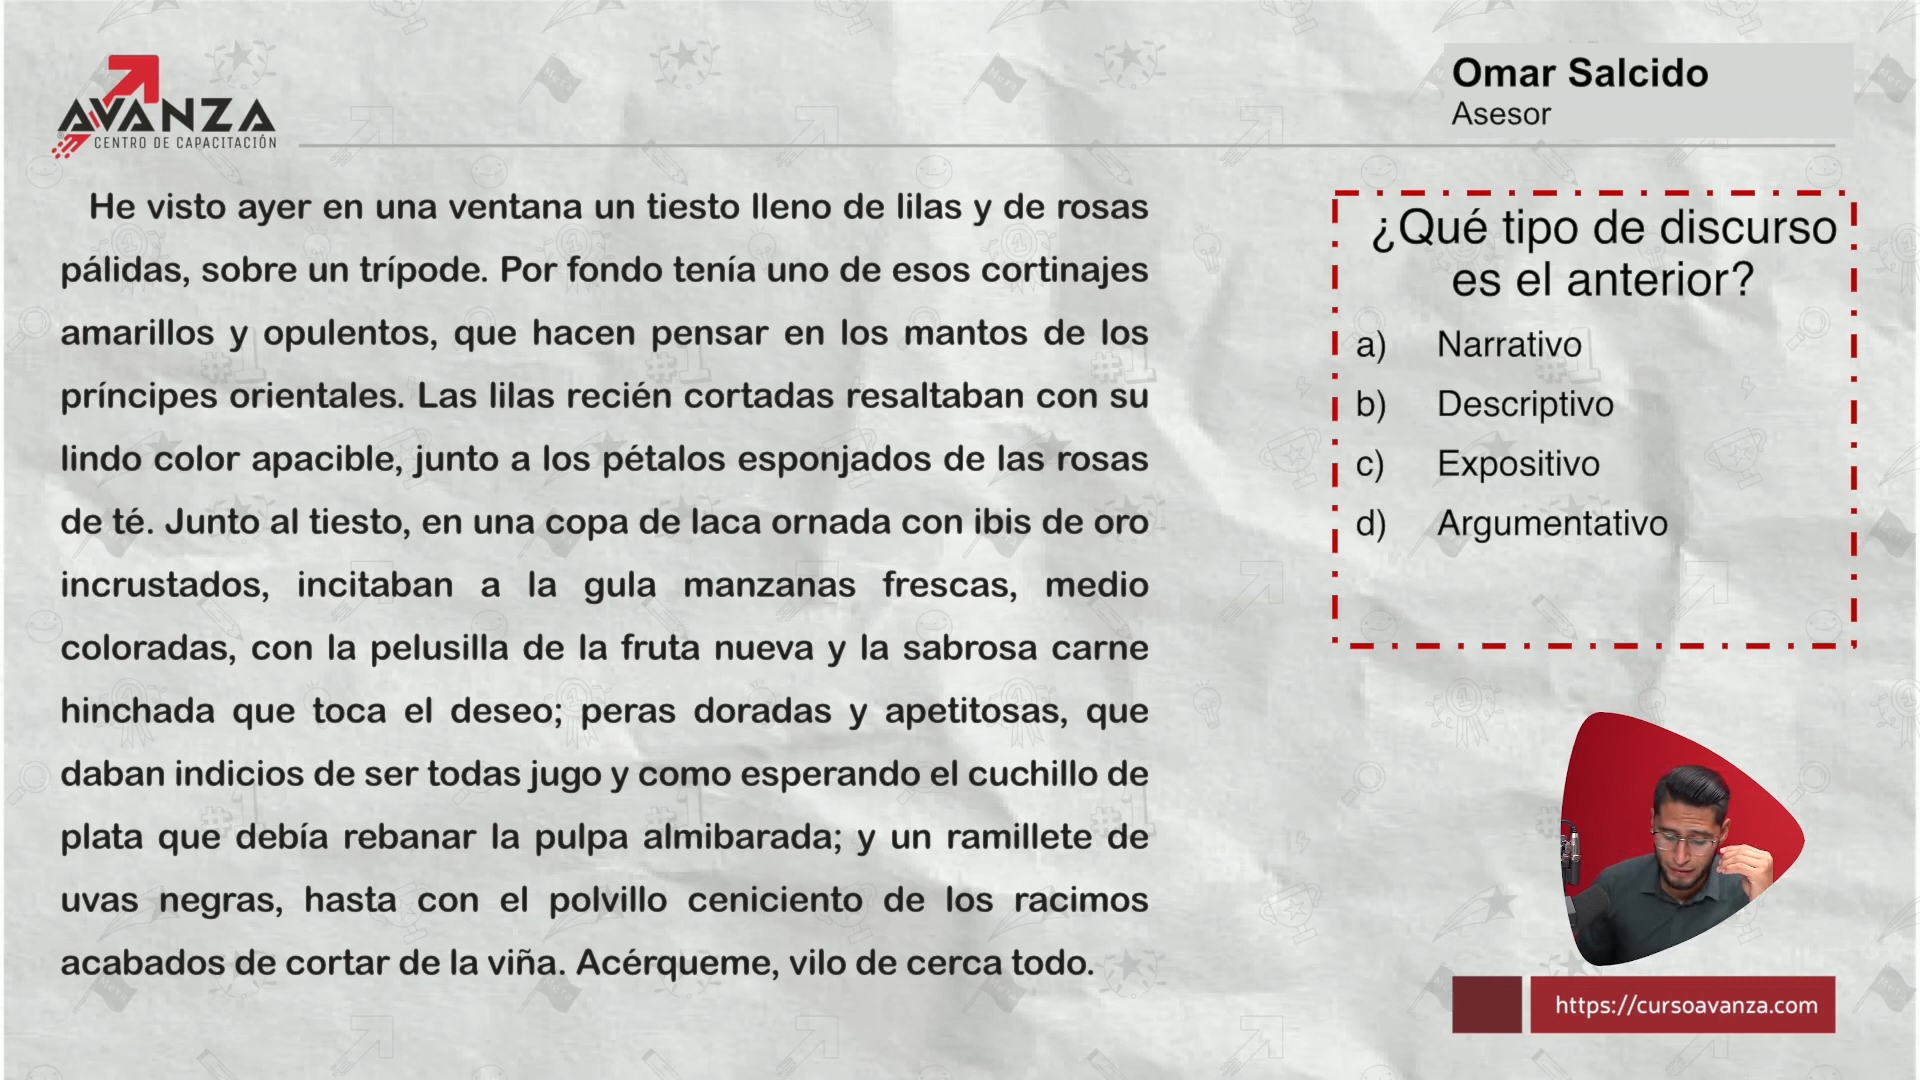 AVANZA
CENTRO DE CAPACITACIÓN
Omar Salcido
Asesor
He visto ayer en una ventana un tiesto lleno de lilas y de rosas
pálidas, sobre un trípode. Por fondo tenía uno de esos cortinajes
amarillos y opulentos, que hacen pensar en los mantos de los
príncipes orientales. Las lilas recién cortadas resaltaban con su
lindo color apacible, junto a los pétalos esponjados de las rosas
de té. Junto al tiesto, en una copa de laca ornada con ibis de oro
incrustados, incitaban a la gula manzanas frescas, medio
coloradas, con la pelusilla de la fruta nueva y la sabrosa carne
hinchada que toca el deseo; peras doradas y apetitosas, que
daban indicios de ser todas jugo y como esperando el cuchillo de
plata que debía rebanar la pulpa almibarada; y un ramillete de
uvas negras, hasta con el polvillo ceniciento de los racimos
acabados de cortar de la viña. Acérqueme, vilo de cerca todo.
¿Qué tipo de discurso
es el anterior?
a) Narrativo
b) Descriptivo
c) Expositivo
d) Argumentativo
https://cursoavanza.com